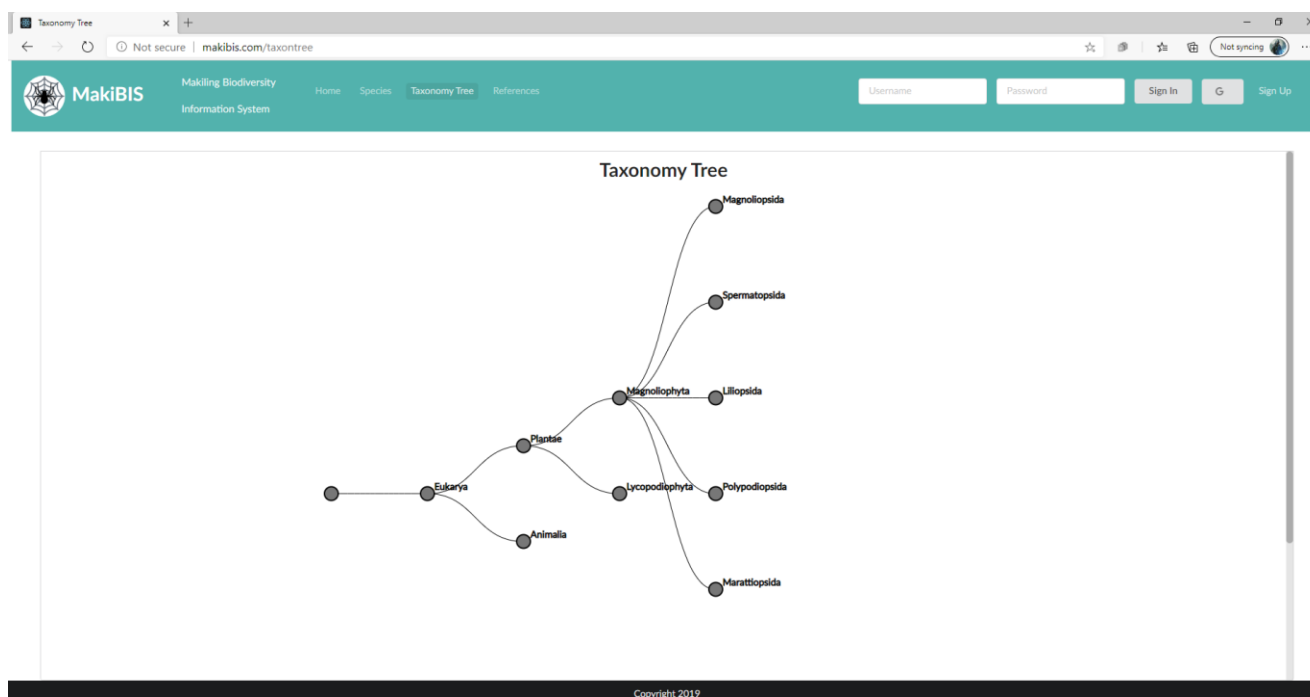 Taxonomy Tree
Not secure | makibis.com/taxontree
Not syncing
MakiBIS
Makiling Biodiversity
Information System
Home Species Taxonomy Tree References
Username Password Sign In G Sign Up
Taxonomy Tree
Magnoliopsida
Spermatopsida
Magnoliophyta
Liliopsida
Plantae
Eukarya
Lycopodiophyta
Polypodiopsida
Animalia
Marattiopsida
Copyright 2019